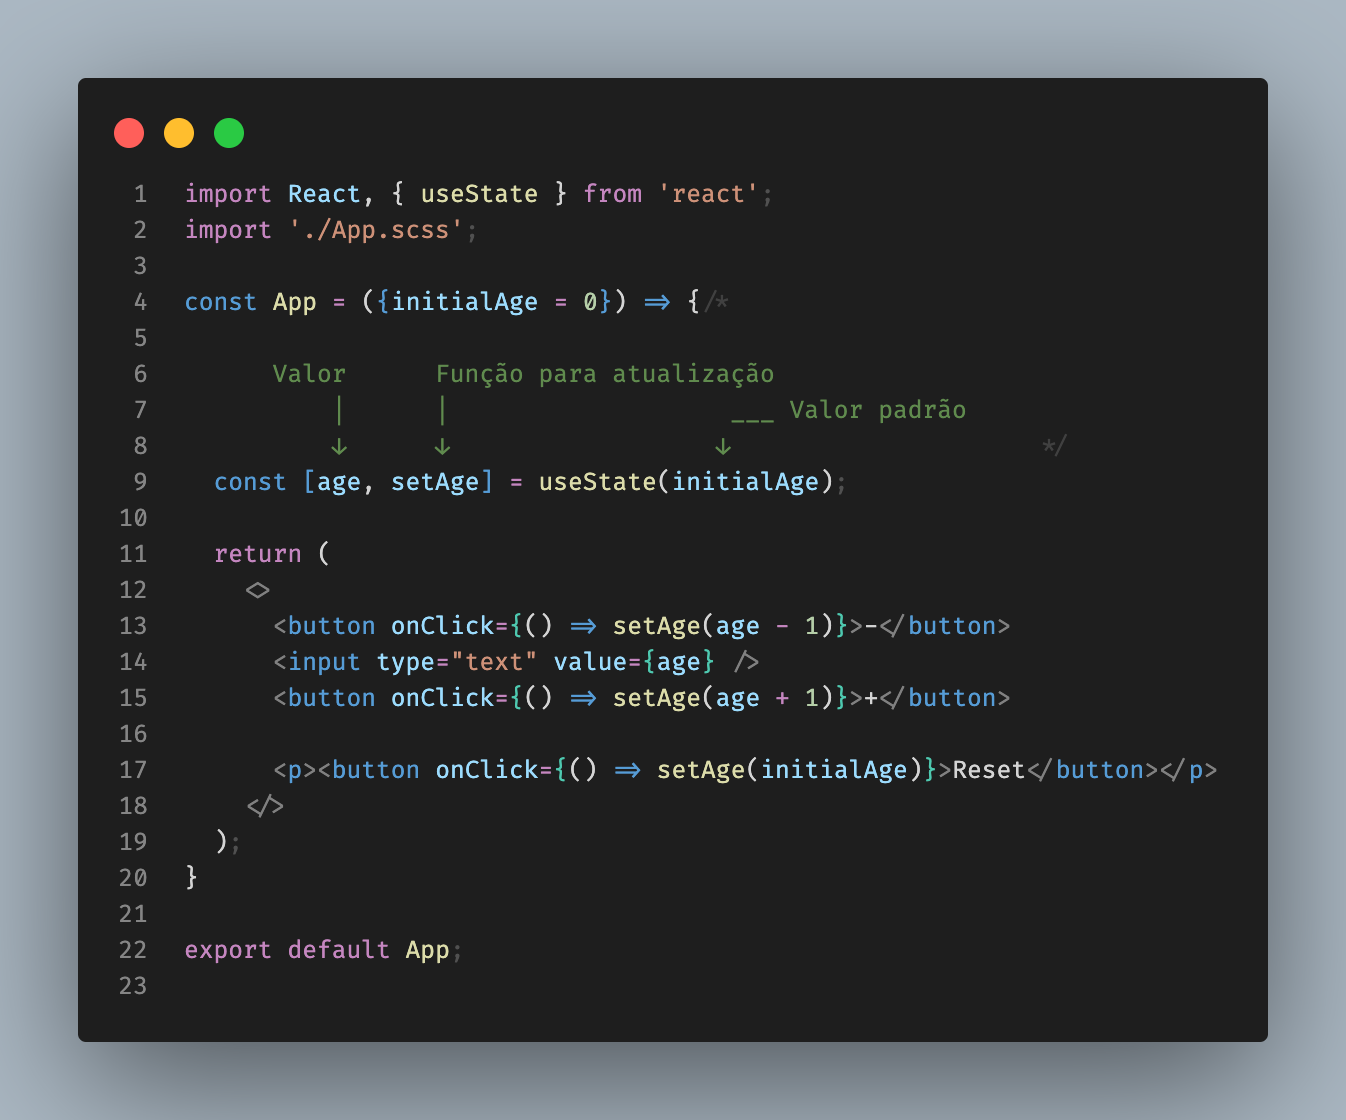 1 import React, { useState } from 'react';
2 import './App.scss';
3
4 const App = ({initialAge = 0}) => {/*
5
6       Valor      Função para atualização
7           |      |                   ___ Valor padrão
8           ↓      ↓                  ↓                     */
9   const [age, setAge] = useState(initialAge);
10
11   return (
12     <>
13       <button onClick={() => setAge(age - 1)}>-</button>
14       <input type="text" value={age} />
15       <button onClick={() => setAge(age + 1)}>+</button>
16
17       <p><button onClick={() => setAge(initialAge)}>Reset</button></p>
18     </>
19   );
20 }
21
22 export default App;
23